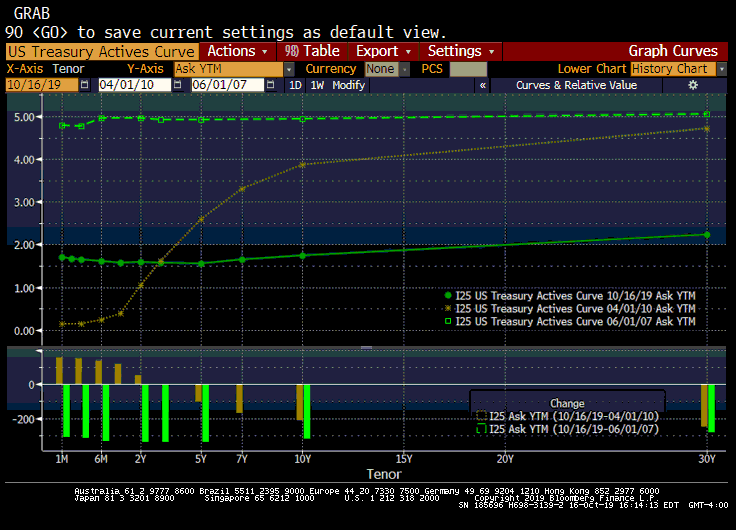 GRAB
90 <GO> to save current settings as default view.
US Treasury Actives Curve Actions 98) Table Export Settings Graph Curves
X-Axis Tenor Y-Axis Ask YTM Currency None PCS Lower Chart History Chart
10/16/19 04/01/10 06/01/07 1D 1W Modify « Curves & Relative Value
5.00
4.00
3.00
2.00
1.00
0.00
I25 US Treasury Actives Curve 10/16/19 Ask YTM
I25 US Treasury Actives Curve 04/01/10 Ask YTM
I25 US Treasury Actives Curve 06/01/07 Ask YTM
0
-200
Change
I25 Ask YTM (10/16/19-04/01/10)
I25 Ask YTM (10/16/19-06/01/07)
1M 6M 2Y 5Y 7Y 10Y 15Y 20Y 30Y
Tenor
Australia 61 2 9777 8600 Brazil 5511 2395 9000 Europe 44 20 7330 7500 Germany 49 69 9204 1210 Hong Kong 852 2977 6000
Japan 81 3 3201 8900 Singapore 65 6212 1000 U.S. 1 212 318 2000 Copyright 2019 Bloomberg Finance L.P.
SN 185696 H698-3139-2 16-Oct-19 16:14:13 EDT GMT-4:00